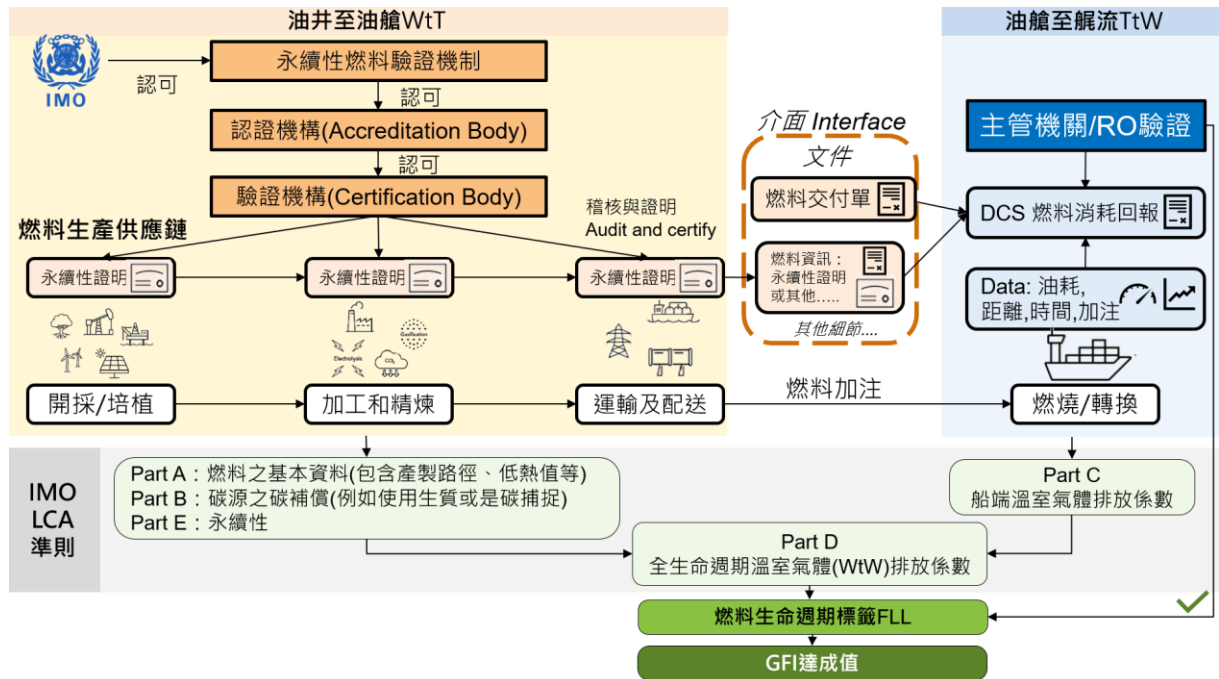 油井至油艙WtT
油艙至艉流TtW
IMO
認可
永續性燃料驗證機制
認可
認證機構(Accreditation Body)
認可
驗證機構(Certification Body)
稽核與證明
Audit and certify
燃料生產供應鏈
永續性證明
永續性證明
永續性證明
介面 Interface
文件
燃料交付單
燃料資訊：
永續性證明
或其他.....
其他細節....
主管機關/RO驗證
DCS 燃料消耗回報
Data: 油耗,
距離,時間,加注
Electrolysis
Gasification
CO₂
開採/培植
加工和精煉
運輸及配送
燃料加注
燃燒/轉換
IMO
LCA
準則
Part A：燃料之基本資料(包含產製路徑、低熱值等)
Part B：碳源之碳補償(例如使用生質或是碳捕捉)
Part E：永續性
Part C
船端溫室氣體排放係數
Part D
全生命週期溫室氣體(WtW)排放係數
燃料生命週期標籤FLL
GFI達成值